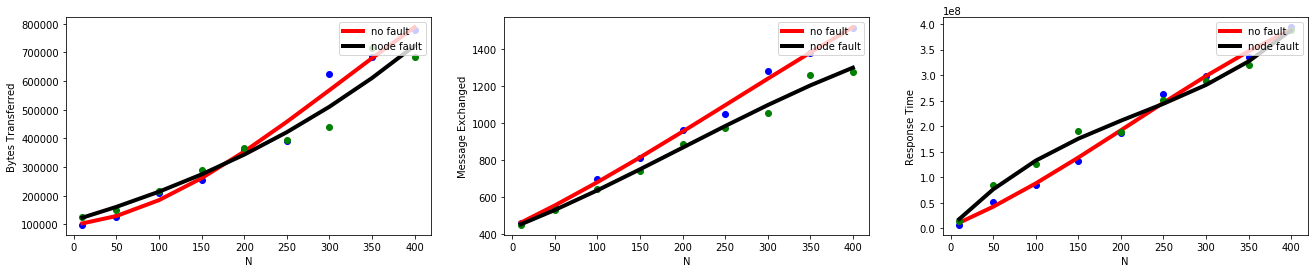 800000
700000
600000
500000
400000
300000
200000
100000
Bytes Transferred
0 50 100 150 200 250 300 350 400
N
no fault
node fault
1400
1200
1000
800
600
400
Message Exchanged
0 50 100 150 200 250 300 350 400
N
no fault
node fault
1e8
4.0
3.5
3.0
2.5
2.0
1.5
1.0
0.5
0.0
Response Time
0 50 100 150 200 250 300 350 400
N
no fault
node fault